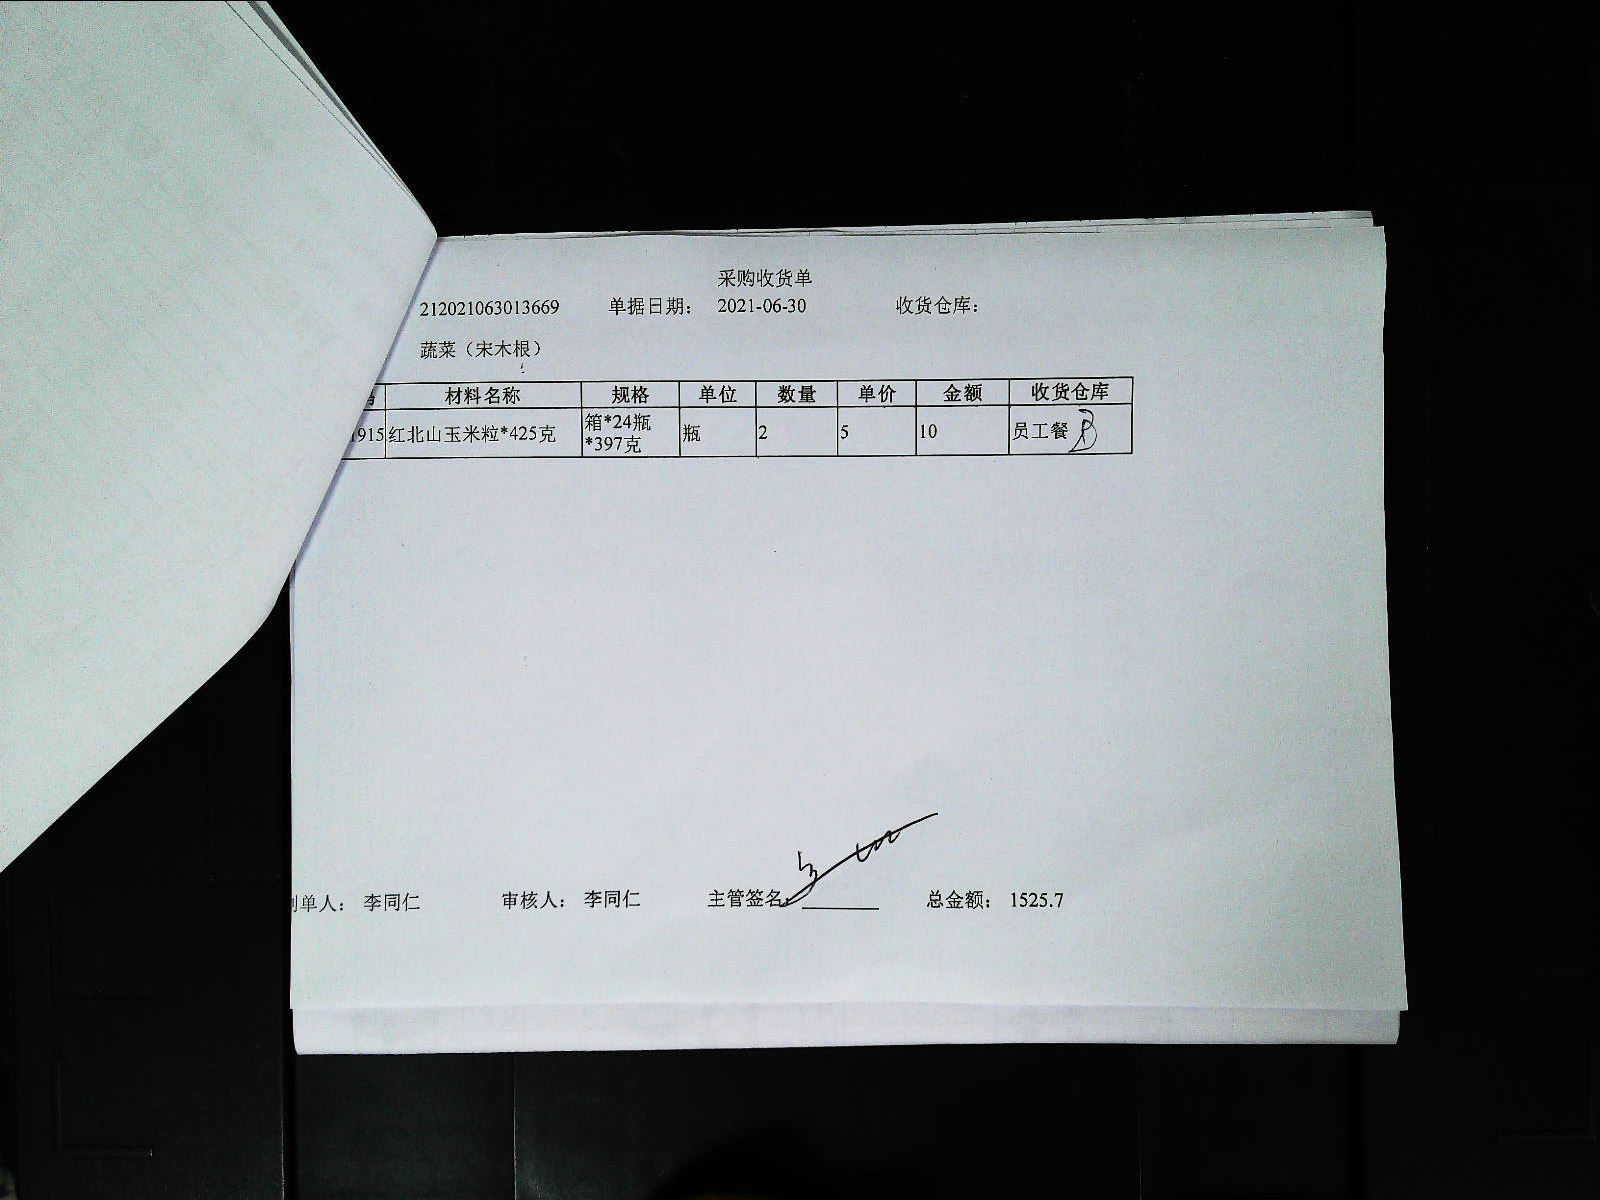 采购收货单
212021063013669 单据日期： 2021-06-30 收货仓库：
蔬菜（宋木根）
材料名称 规格 单位 数量 单价 金额 收货仓库
1915 红北山玉米粒*425克 箱*24瓶*397克 瓶 2 5 10 员工餐
制单人： 李同仁 审核人： 李同仁 主管签名： 总金额： 1525.7